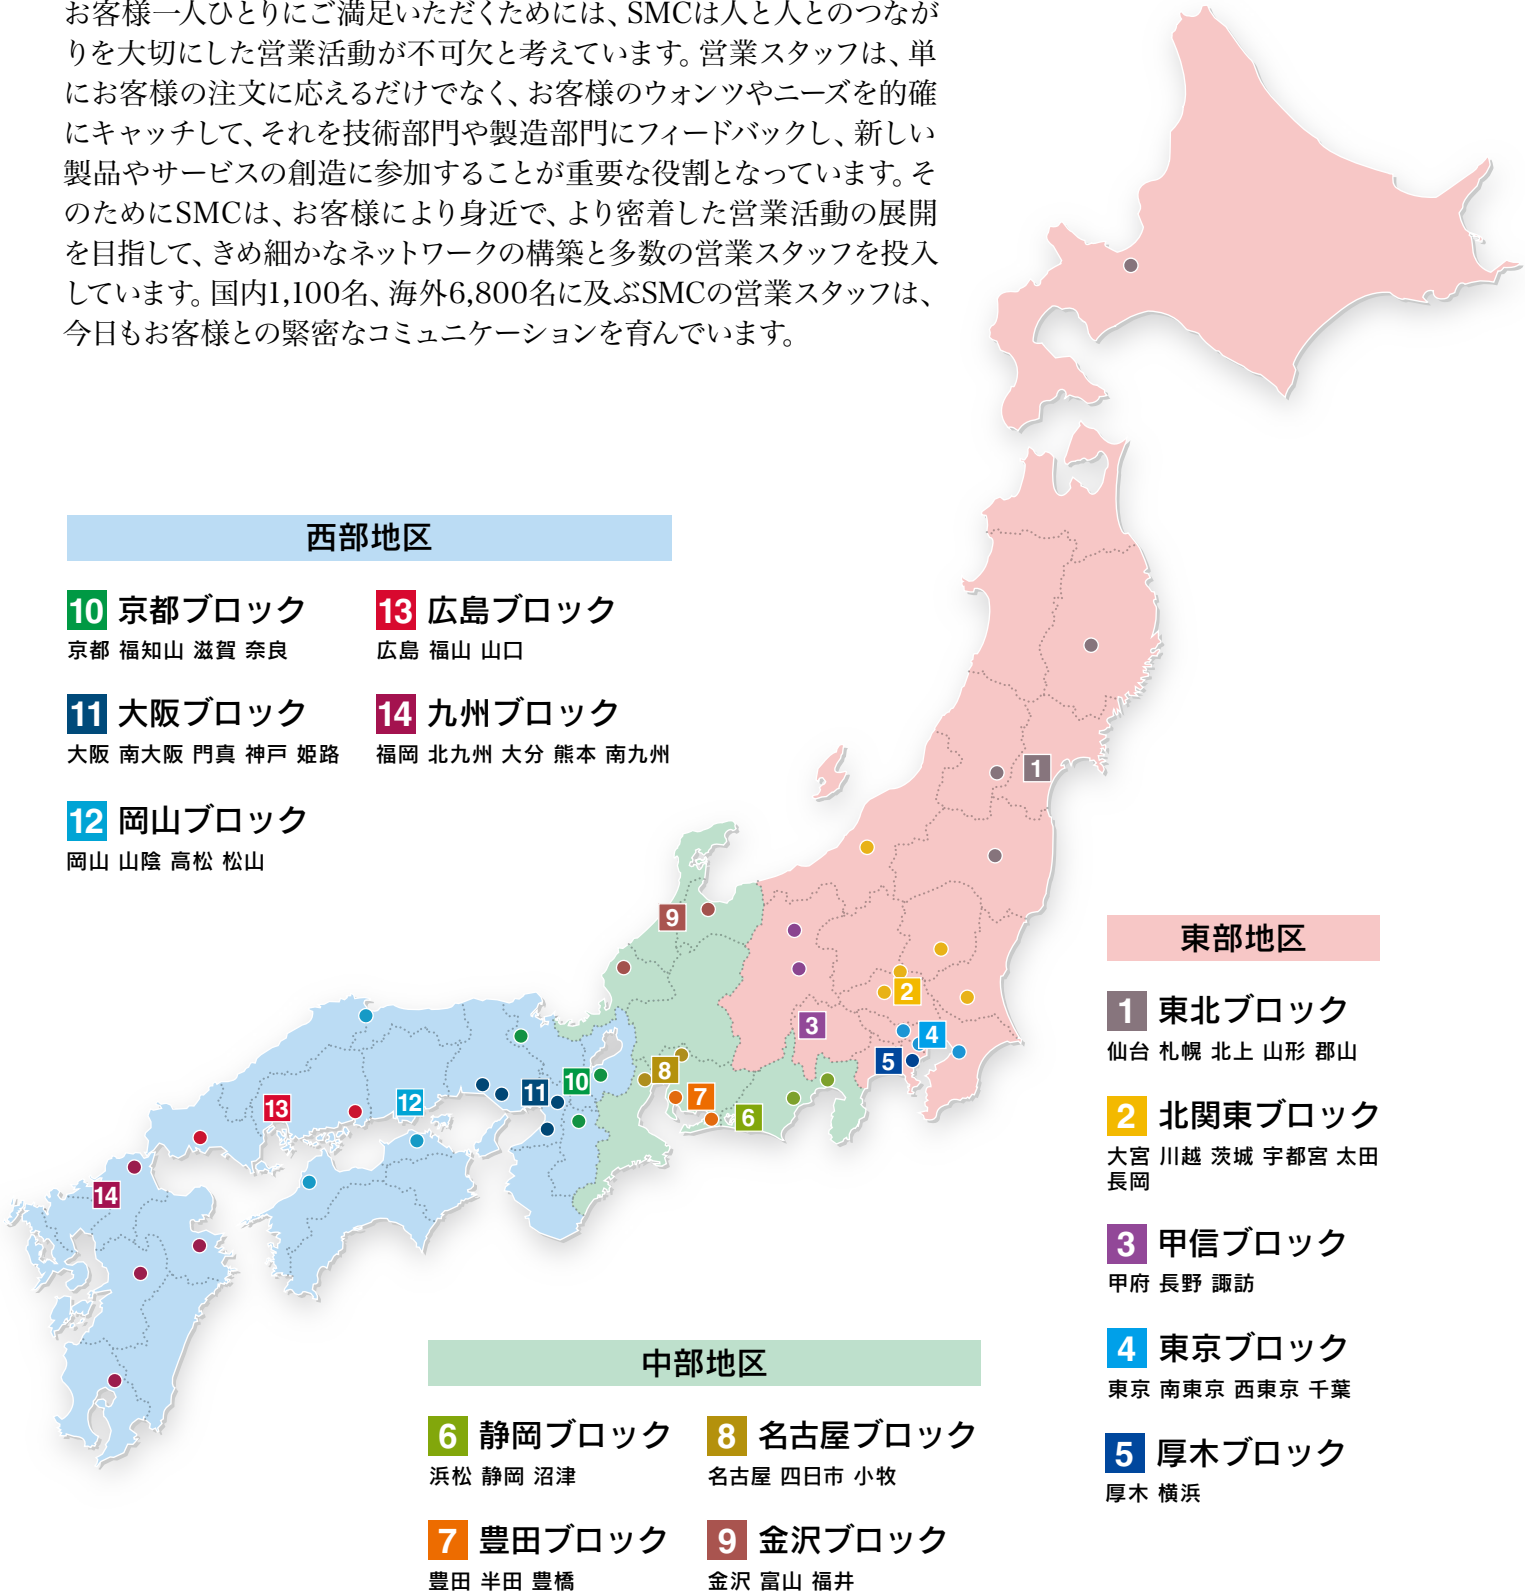 お客様一人ひとりにご満足いただくためには、SMCは人と人とのつなが
りを大切にした営業活動が不可欠と考えています。営業スタッフは、単
にお客様の注文に応えるだけでなく、お客様のウォンツやニーズを的確
にキャッチして、それを技術部門や製造部門にフィードバックし、新しい
製品やサービスの創造に参加することが重要な役割となっています。そ
のためにSMCは、お客様により身近で、より密着した営業活動の展開
を目指して、きめ細かなネットワークの構築と多数の営業スタッフを投入
しています。国内1,100名、海外6,800名に及ぶSMCの営業スタッフは、
今日もお客様との緊密なコミュニケーションを育んでいます。
西部地区
10 京都ブロック
京都 福知山 滋賀 奈良
11 大阪ブロック
大阪 南大阪 門真 神戸 姫路
12 岡山ブロック
岡山 山陰 高松 松山
13 広島ブロック
広島 福山 山口
14 九州ブロック
福岡 北九州 大分 熊本 南九州
1
9
2
3
4
5
8
10
7
11
12
13
6
14
東部地区
1 東北ブロック
仙台 札幌 北上 山形 郡山
2 北関東ブロック
大宮 川越 茨城 宇都宮 太田
長岡
3 甲信ブロック
甲府 長野 諏訪
4 東京ブロック
東京 南東京 西東京 千葉
5 厚木ブロック
厚木 横浜
中部地区
6 静岡ブロック
浜松 静岡 沼津
7 豊田ブロック
豊田 半田 豊橋
8 名古屋ブロック
名古屋 四日市 小牧
9 金沢ブロック
金沢 富山 福井